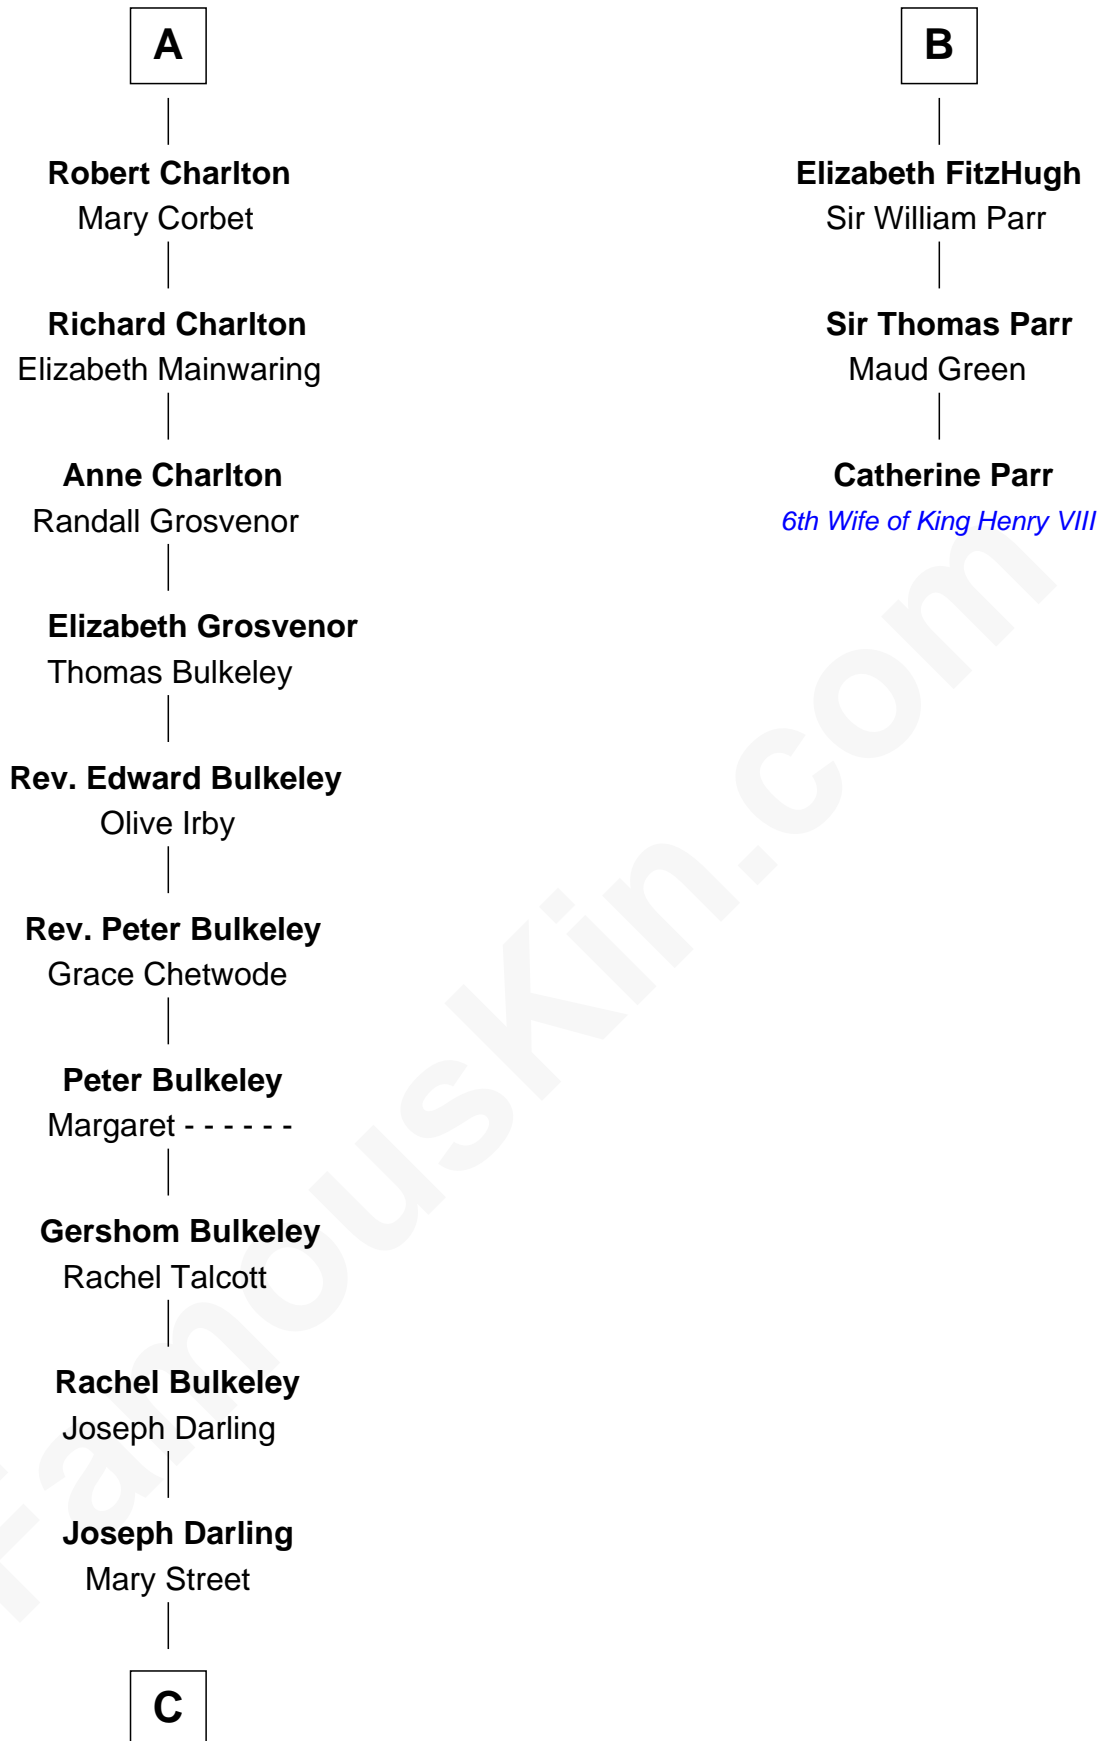 A
Robert Charlton
Mary Corbet
Richard Charlton
Elizabeth Mainwaring
Anne Charlton
Randall Grosvenor
Elizabeth Grosvenor
Thomas Bulkeley
Rev. Edward Bulkeley
Olive Irby
Rev. Peter Bulkeley
Grace Chetwode
Peter Bulkeley
Margaret - - - - - -
Gershom Bulkeley
Rachel Talcott
Rachel Bulkeley
Joseph Darling
Joseph Darling
Mary Street
C
B
Elizabeth FitzHugh
Sir William Parr
Sir Thomas Parr
Maud Green
Catherine Parr
6th Wife of King Henry VIII
FamousKin.com